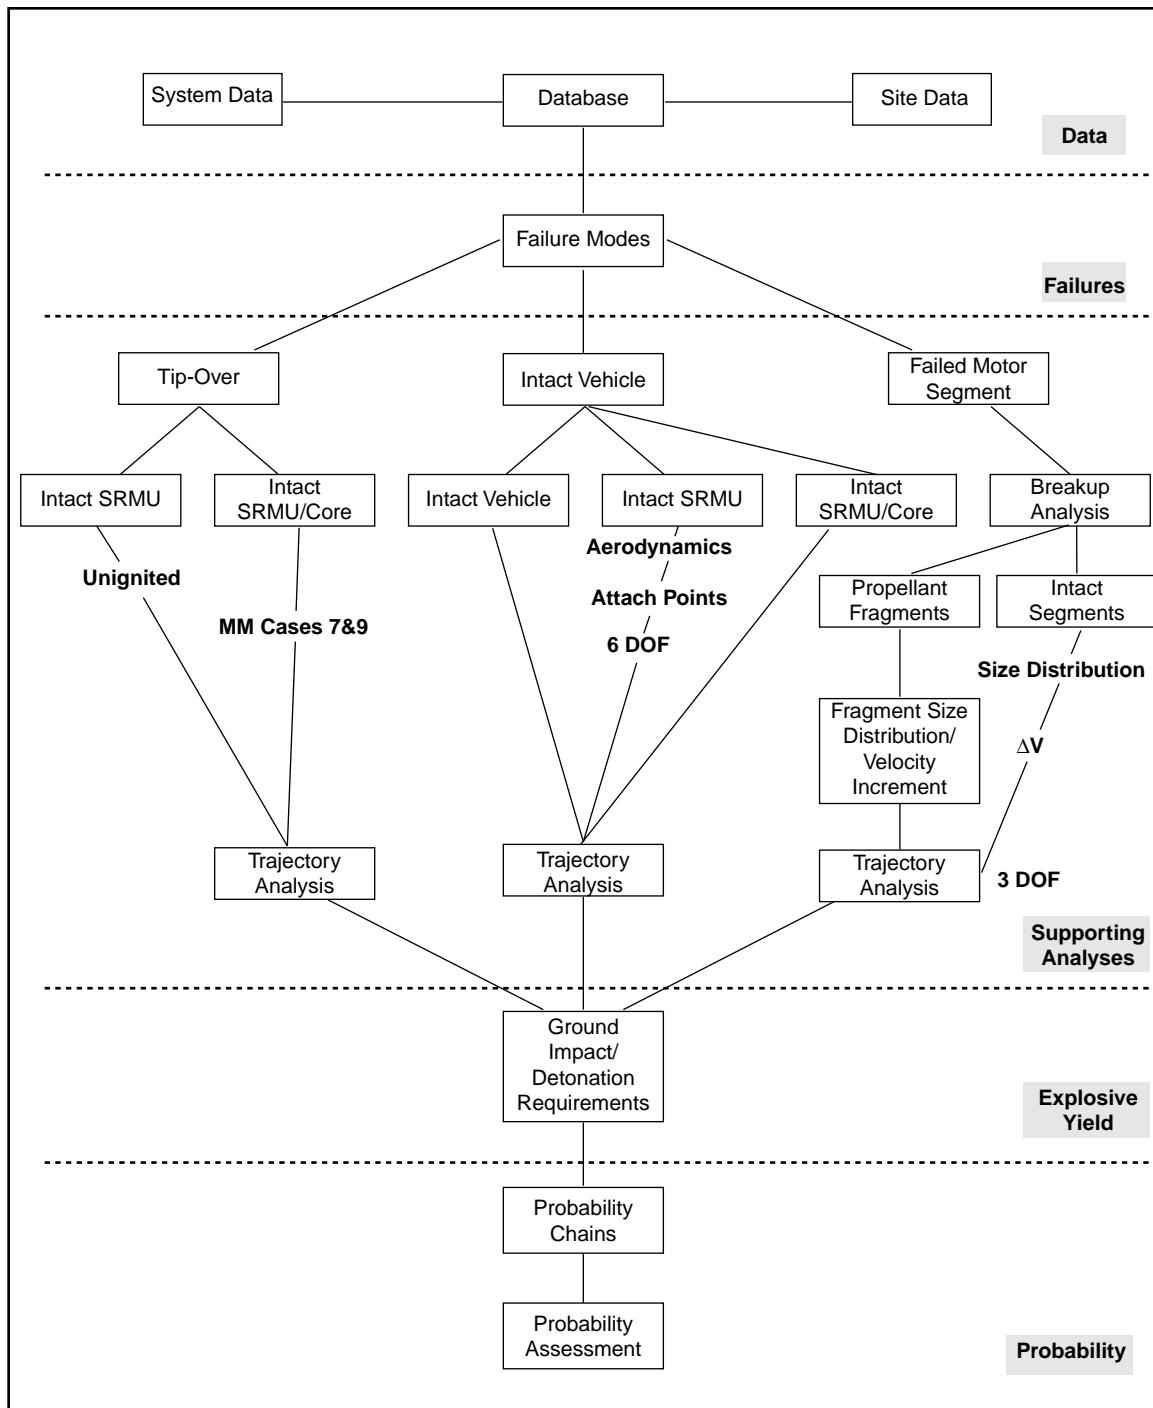 System Data
Database
Site Data
Data
Failure Modes
Failures
Tip-Over
Intact Vehicle
Failed Motor
Segment
Intact SRMU
Intact
SRMU/Core
Intact Vehicle
Intact SRMU
Intact
SRMU/Core
Breakup
Analysis
Unignited
MM Cases 7&9
Aerodynamics
Attach Points
6 DOF
Propellant
Fragments
Intact
Segments
Size Distribution
Fragment Size
Distribution/
Velocity
Increment
∆V
Trajectory
Analysis
Trajectory
Analysis
Trajectory
Analysis
3 DOF
Supporting
Analyses
Ground
Impact/
Detonation
Requirements
Explosive
Yield
Probability
Chains
Probability
Assessment
Probability